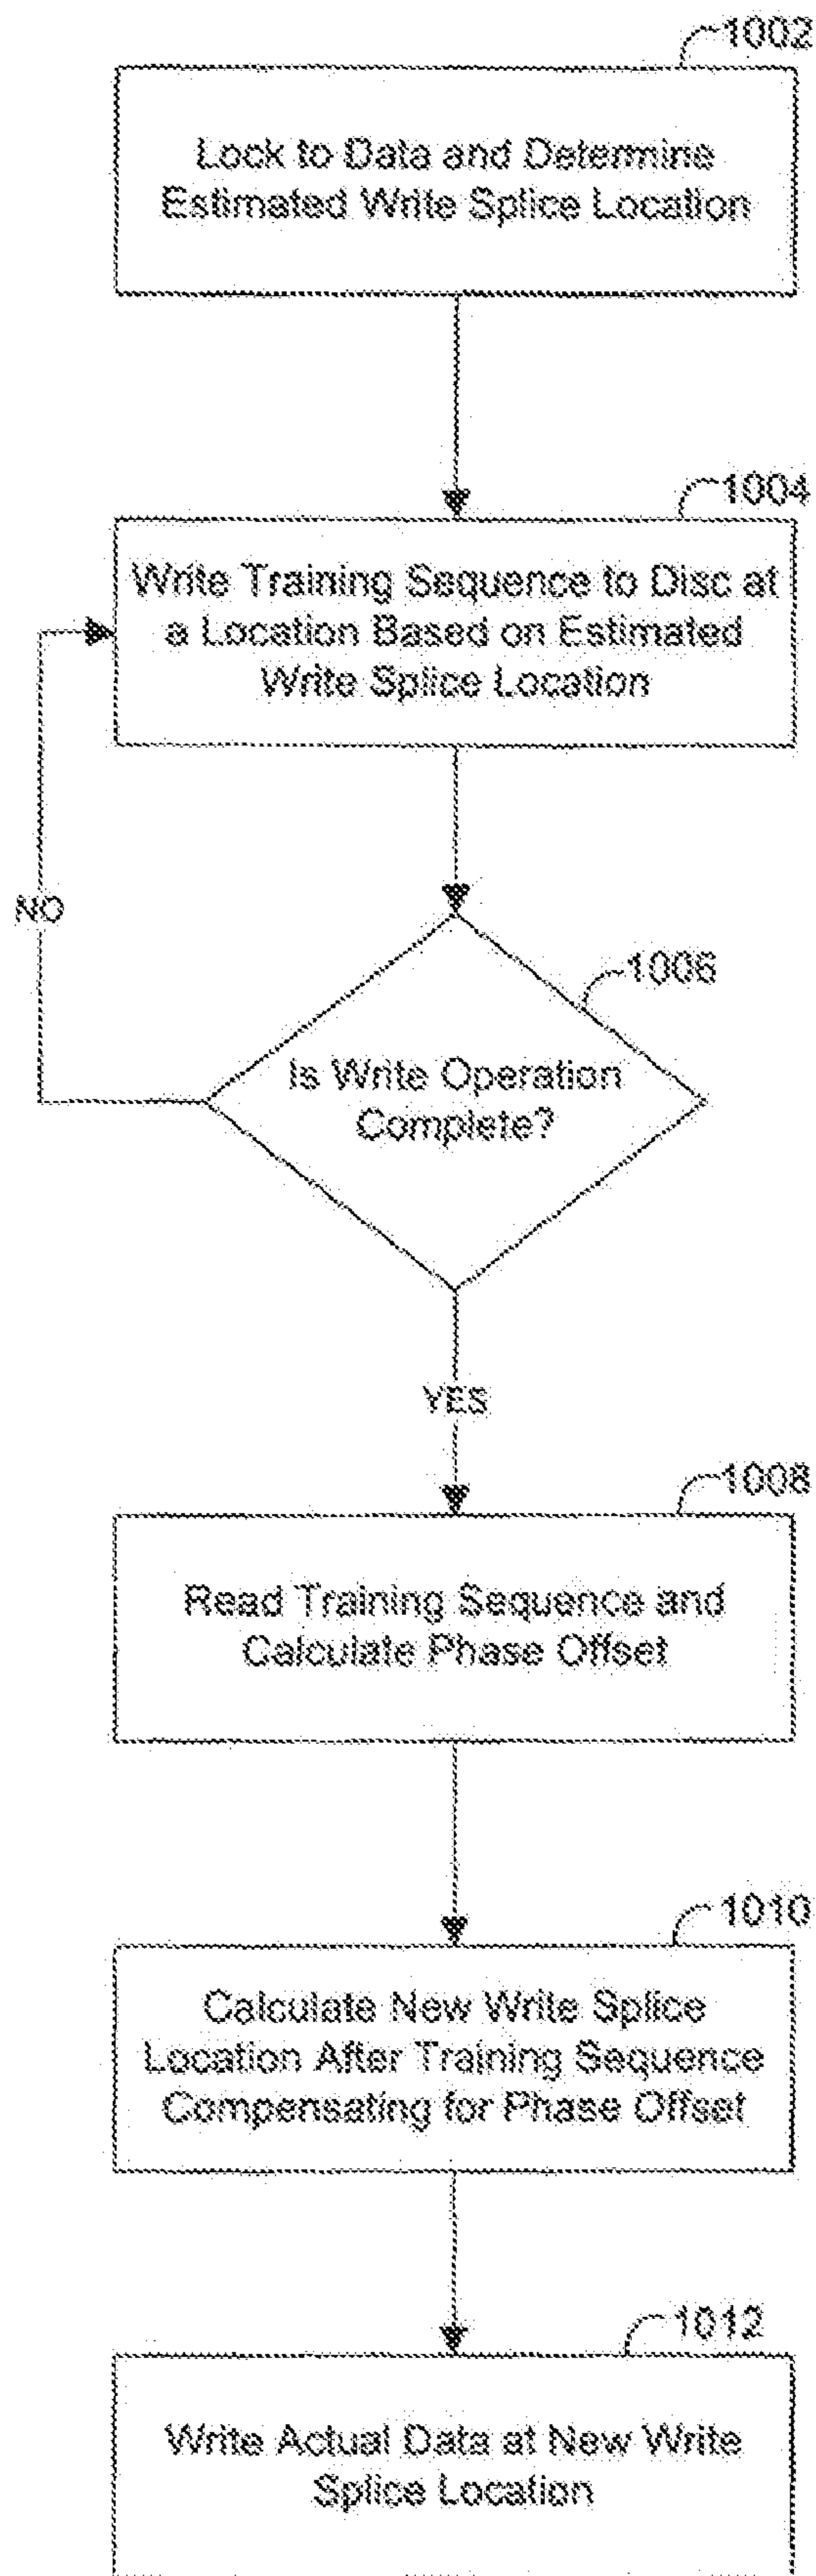 1002
Lock to Data and Determine
Estimated Write Splice Location
1004
Write Training Sequence to Disc at
a Location Based on Estimated
Write Splice Location
NO
1006
Is Write Operation
Complete?
YES
1008
Read Training Sequence and
Calculate Phase Offset
1010
Calculate New Write Splice
Location After Training Sequence
Compensating for Phase Offset
1012
Write Actual Data at New Write
Splice Location